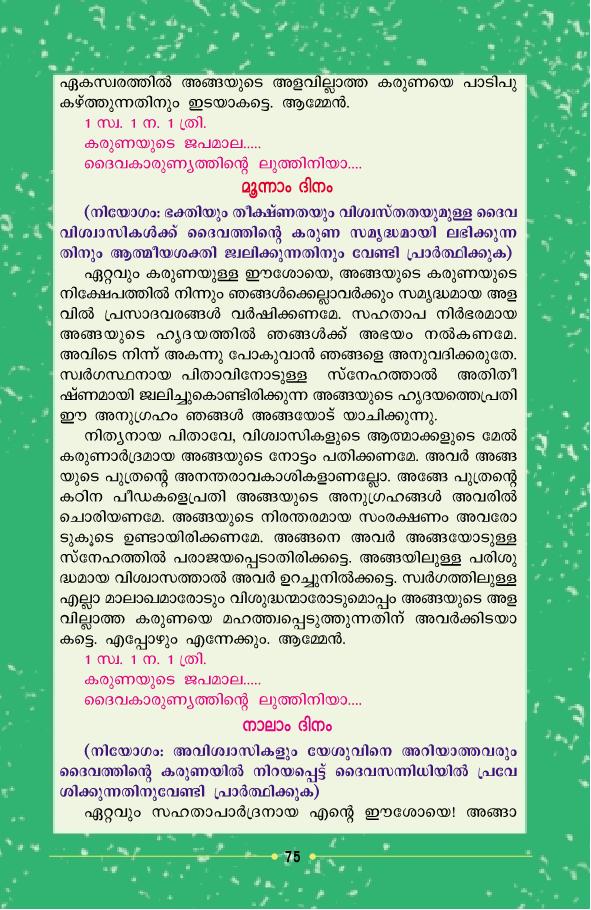 ഏകസ്വരത്തിൽ അങ്ങയുടെ അളവില്ലാത്ത കരുണയെ പാടിപു
കഴ്ത്തുന്നതിനും ഇടയാകട്ടെ. ആമ്മേൻ.
1 സ്വ. 1 ന. 1 ത്രി.
കരുണയുടെ ജപമാല.....
ദൈവകാരുണ്യത്തിന്റെ ലുത്തിനിയാ....
മൂന്നാം ദിനം
(നിയോഗം: ഭക്തിയും തീക്ഷ്ണതയും വിശ്വസ്തതയുമുള്ള ദൈവ
വിശ്വാസികൾക്ക് ദൈവത്തിന്റെ കരുണ സമൃദ്ധമായി ലഭിക്കുന്ന
തിനും ആത്മീയശക്തി ജ്വലിക്കുന്നതിനും വേണ്ടി പ്രാർത്ഥിക്കുക)
ഏറ്റവും കരുണയുള്ള ഈശോയെ, അങ്ങയുടെ കരുണയുടെ
നിക്ഷേപത്തിൽ നിന്നും ഞങ്ങൾക്കെല്ലാവർക്കും സമൃദ്ധമായ അള
വിൽ പ്രസാദവരങ്ങൾ വർഷിക്കണമേ. സഹതാപ നിർഭരമായ
അങ്ങയുടെ ഹൃദയത്തിൽ ഞങ്ങൾക്ക് അഭയം നൽകണമേ.
അവിടെ നിന്ന് അകന്നു പോകുവാൻ ഞങ്ങളെ അനുവദിക്കരുതേ.
സ്വർഗസ്ഥനായ പിതാവിനോടുള്ള സ്നേഹത്താൽ അതിതീ
ഷ്ണമായി ജ്വലിച്ചുകൊണ്ടിരിക്കുന്ന അങ്ങയുടെ ഹൃദയത്തെപ്രതി
ഈ അനുഗ്രഹം ഞങ്ങൾ അങ്ങയോട് യാചിക്കുന്നു.
നിത്യനായ പിതാവേ, വിശ്വാസികളുടെ ആത്മാക്കളുടെ മേൽ
കരുണാർദ്രമായ അങ്ങയുടെ നോട്ടം പതിക്കണമേ. അവർ അങ്ങ
യുടെ പുത്രന്റെ അനന്തരാവകാശികളാണല്ലോ. അങ്ങേ പുത്രന്റെ
കഠിന പീഡകളെപ്രതി അങ്ങയുടെ അനുഗ്രഹങ്ങൾ അവരിൽ
ചൊരിയണമേ. അങ്ങയുടെ നിരന്തരമായ സംരക്ഷണം അവരോ
ടുകൂടെ ഉണ്ടായിരിക്കണമേ. അങ്ങനെ അവർ അങ്ങയോടുള്ള
സ്നേഹത്തിൽ പരാജയപ്പെടാതിരിക്കട്ടെ. അങ്ങയിലുള്ള പരിശു
ദ്ധമായ വിശ്വാസത്താൽ അവർ ഉറച്ചുനിൽക്കട്ടെ. സ്വർഗത്തിലുള്ള
എല്ലാ മാലാഖമാരോടും വിശുദ്ധന്മാരോടുമൊപ്പം അങ്ങയുടെ അള
വില്ലാത്ത കരുണയെ മഹത്ത്വപ്പെടുത്തുന്നതിന് അവർക്കിടയാ
കട്ടെ. എപ്പോഴും എന്നേക്കും. ആമ്മേൻ.
1 സ്വ. 1 ന. 1 ത്രി.
കരുണയുടെ ജപമാല.....
ദൈവകാരുണ്യത്തിന്റെ ലുത്തിനിയാ....
നാലാം ദിനം
(നിയോഗം: അവിശ്വാസികളും യേശുവിനെ അറിയാത്തവരും
ദൈവത്തിന്റെ കരുണയിൽ നിറയപ്പെട്ട് ദൈവസന്നിധിയിൽ പ്രവേ
ശിക്കുന്നതിനുവേണ്ടി പ്രാർത്ഥിക്കുക)
ഏറ്റവും സഹതാപാർദ്രനായ എന്റെ ഈശോയെ! അങ്ങാ
75